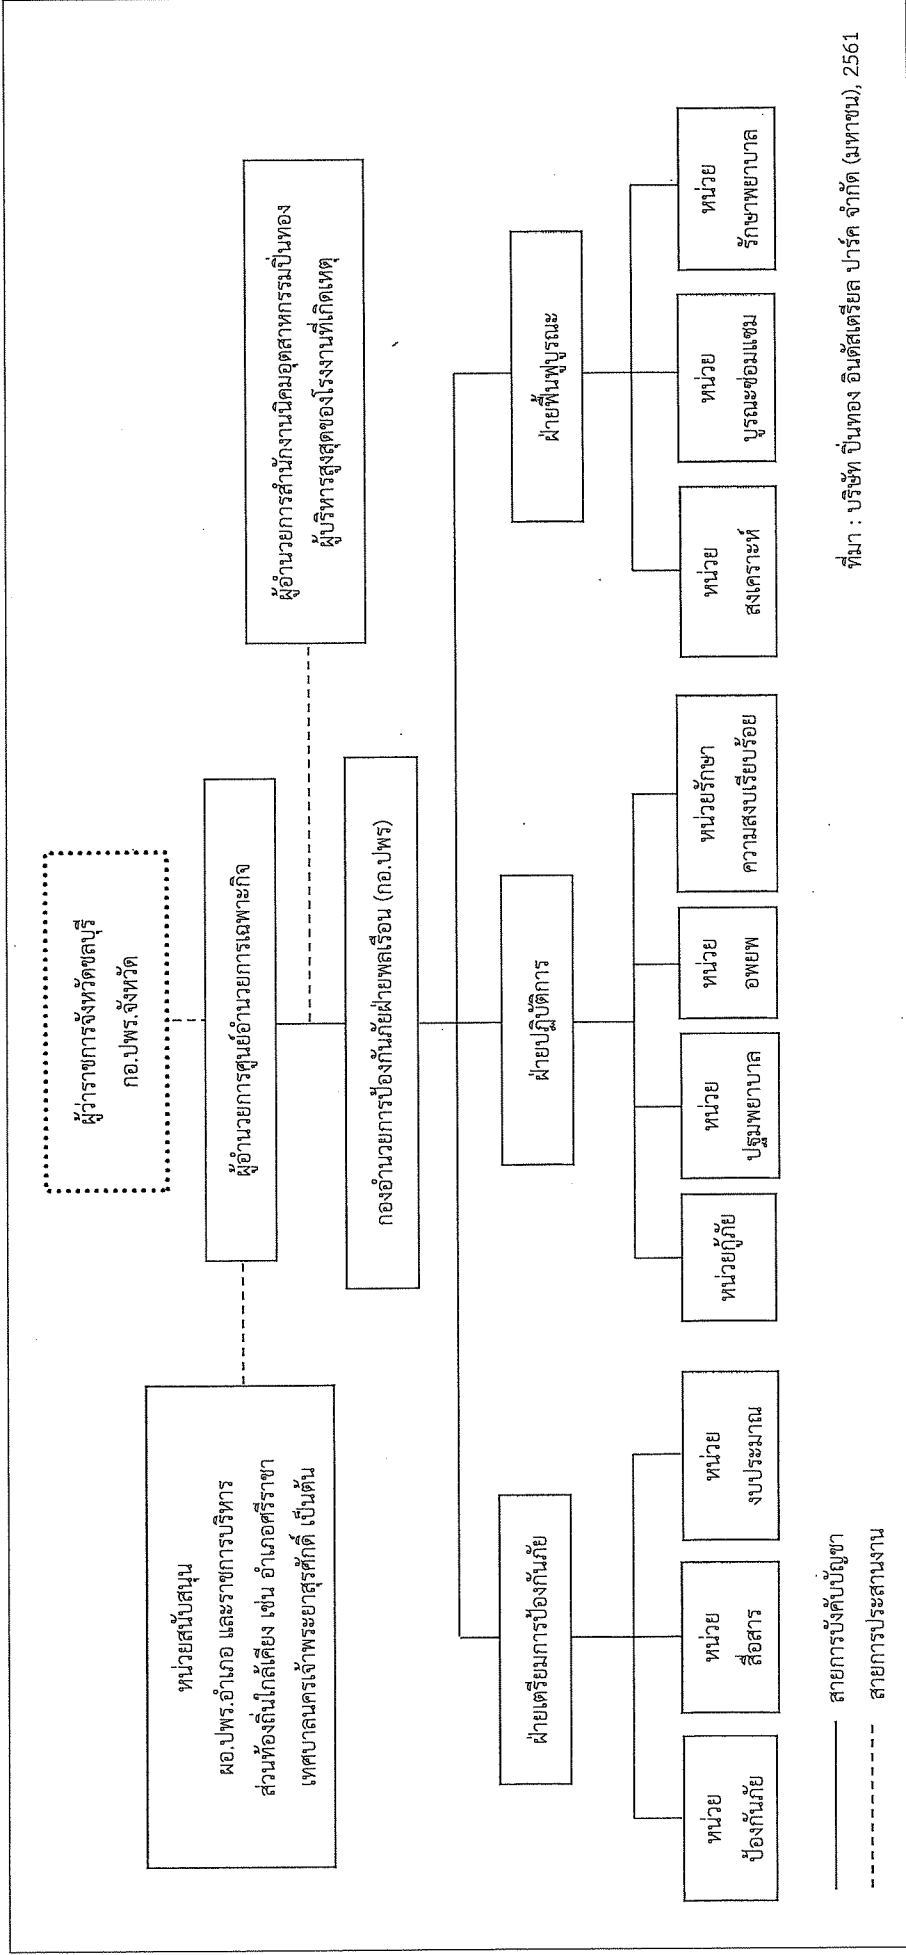 ผู้ว่าราชการจังหวัดชลบุรี
กอ.ปพร.จังหวัด
ผู้อำนวยการศูนย์อำนวยการเฉพาะกิจ
หน่วยสนับสนุน
ผอ.ปพร.อำเภอ และราชการบริหาร
ส่วนท้องถิ่นใกล้เคียง เช่น อำเภอศรีราชา
เทศบาลนครเจ้าพระยาสุรศักดิ์ เป็นต้น
ผู้อำนวยการสำนักงานนิคมอุตสาหกรรมปิ่นทอง
ผู้บริหารสูงสุดของโรงงานที่เกิดเหตุ
กองอำนวยการป้องกันภัยฝ่ายพลเรือน (กอ.ปพร)
ฝ่ายเตรียมการป้องกันภัย
ฝ่ายปฏิบัติการ
ฝ่ายฟื้นฟูบูรณะ
หน่วย
ป้องกันภัย
หน่วย
สื่อสาร
หน่วย
งบประมาณ
หน่วยกู้ภัย
หน่วย
ปฐมพยาบาล
หน่วย
อพยพ
หน่วยรักษา
ความสงบเรียบร้อย
หน่วย
สงเคราะห์
หน่วย
บูรณะซ่อมแซม
หน่วย
รักษาพยาบาล
สายการบังคับบัญชา
สายการประสานงาน
ที่มา : บริษัท ปิ่นทอง อินดัสเตรียล ปาร์ค จำกัด (มหาชน), 2561